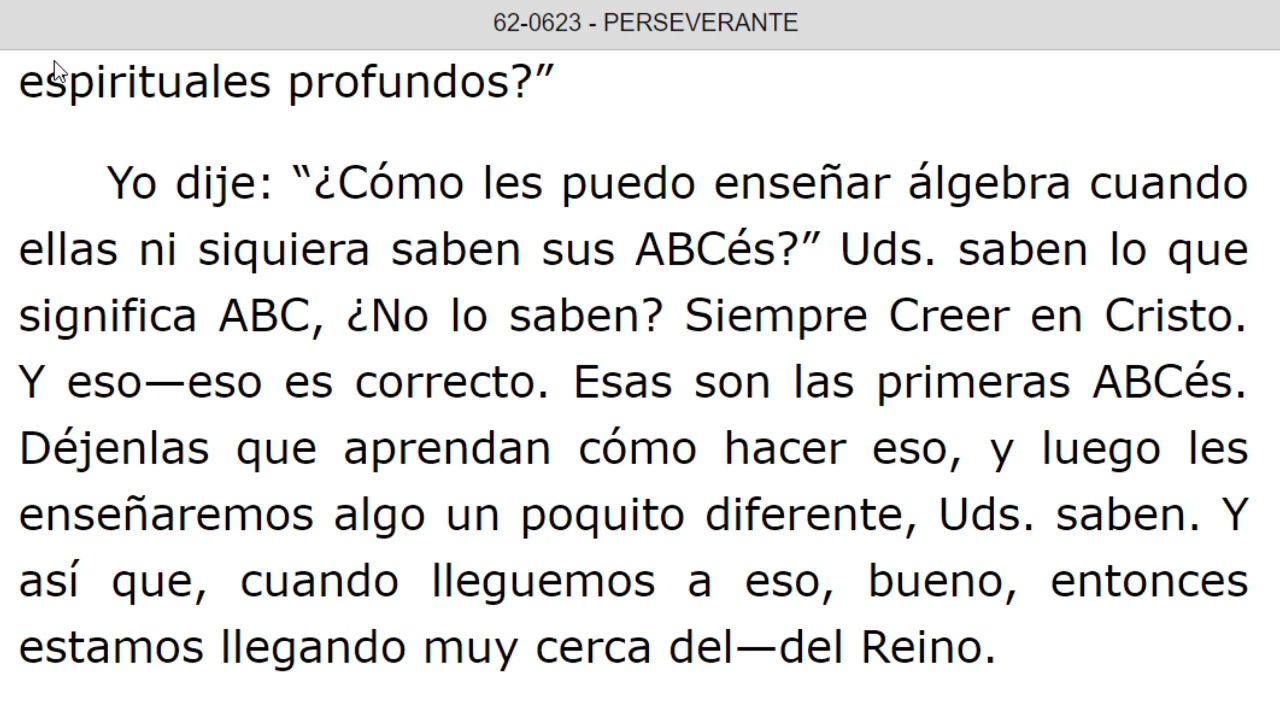 62-0623 - PERSEVERANTE
espirituales profundos?”
Yo dije: “¿Cómo les puedo enseñar álgebra cuando
ellas ni siquiera saben sus ABCés?” Uds. saben lo que
significa ABC, ¿No lo saben? Siempre Creer en Cristo.
Y eso—eso es correcto. Esas son las primeras ABCés.
Déjenlas que aprendan cómo hacer eso, y luego les
enseñaremos algo un poquito diferente, Uds. saben. Y
así que, cuando lleguemos a eso, bueno, entonces
estamos llegando muy cerca del—del Reino.